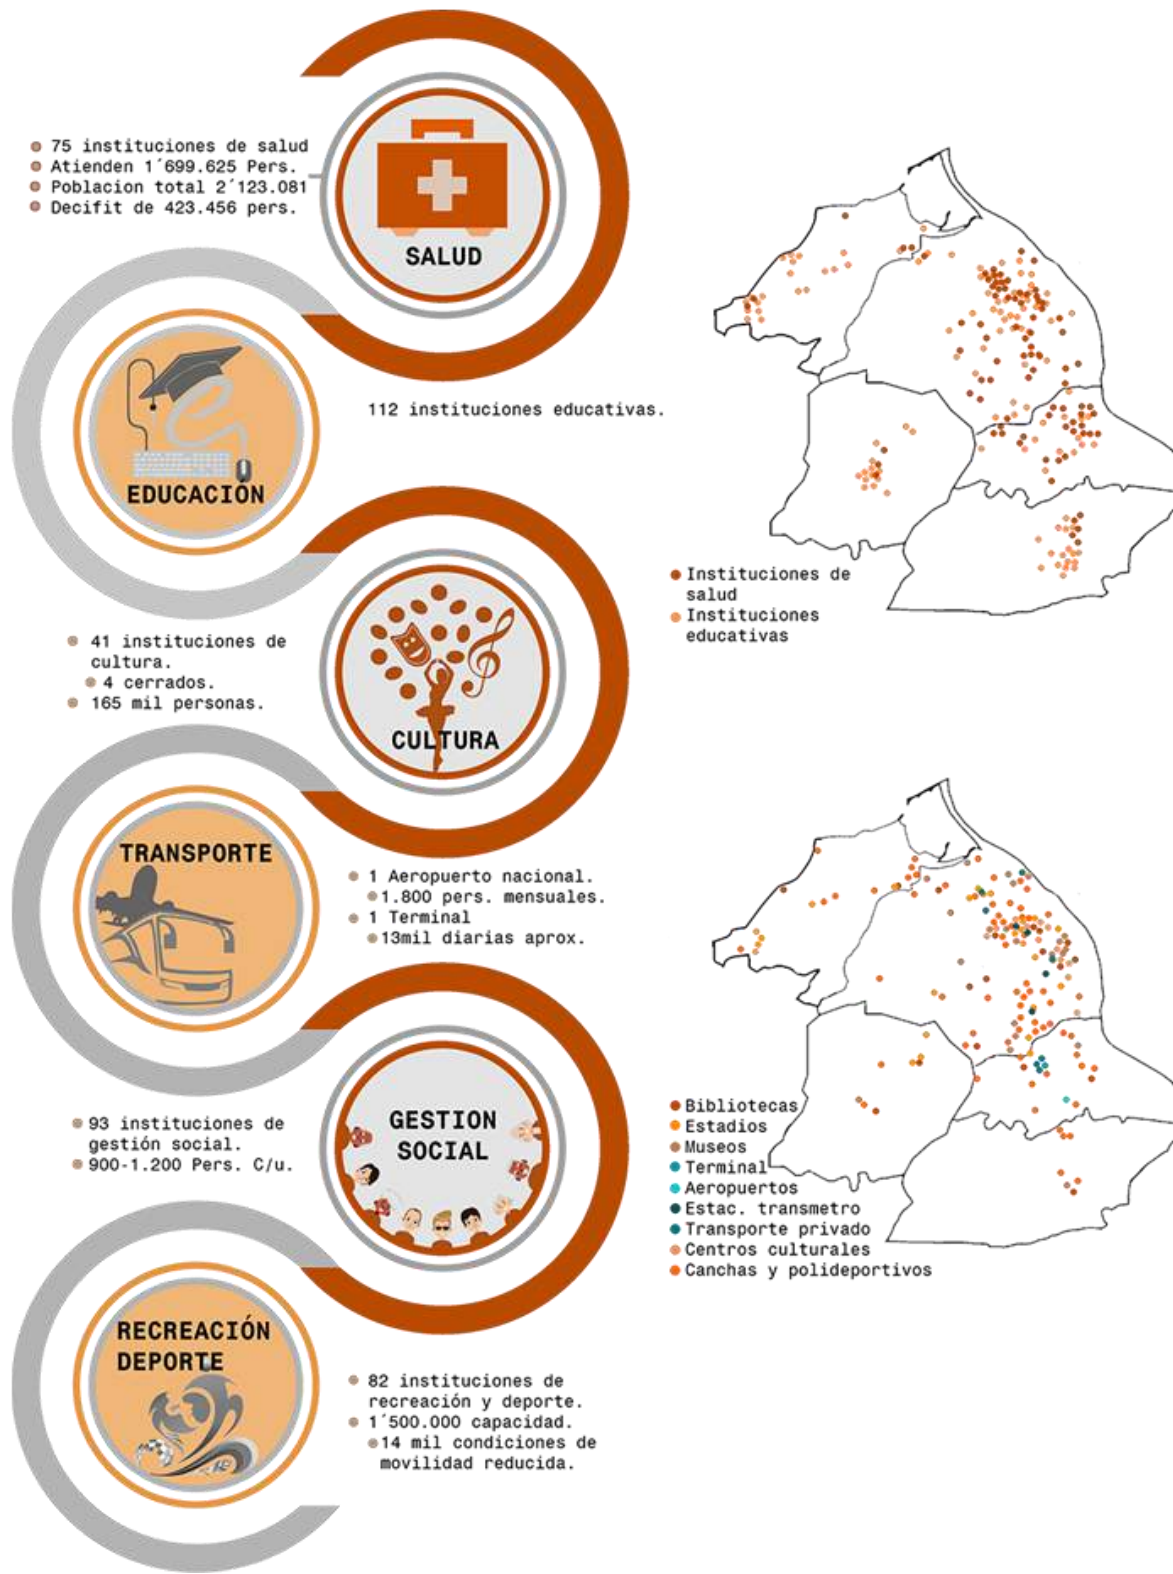 75 instituciones de salud
Atienden 1´699.625 Pers.
Poblacion total 2´123.081
Decifit de 423.456 pers.
SALUD
EDUCACIÓN
112 instituciones educativas.
41 instituciones de
cultura.
4 cerrados.
165 mil personas.
CULTURA
TRANSPORTE
1 Aeropuerto nacional.
1.800 pers. mensuales.
1 Terminal
13mil diarias aprox.
93 instituciones de
gestión social.
900-1.200 Pers. C/u.
GESTION
SOCIAL
RECREACIÓN
DEPORTE
82 instituciones de
recreación y deporte.
1´500.000 capacidad.
14 mil condiciones de
movilidad reducida.
Instituciones de
salud
Instituciones
educativas
Bibliotecas
Estadios
Museos
Terminal
Aeropuertos
Estac. transmetro
Transporte privado
Centros culturales
Canchas y polideportivos